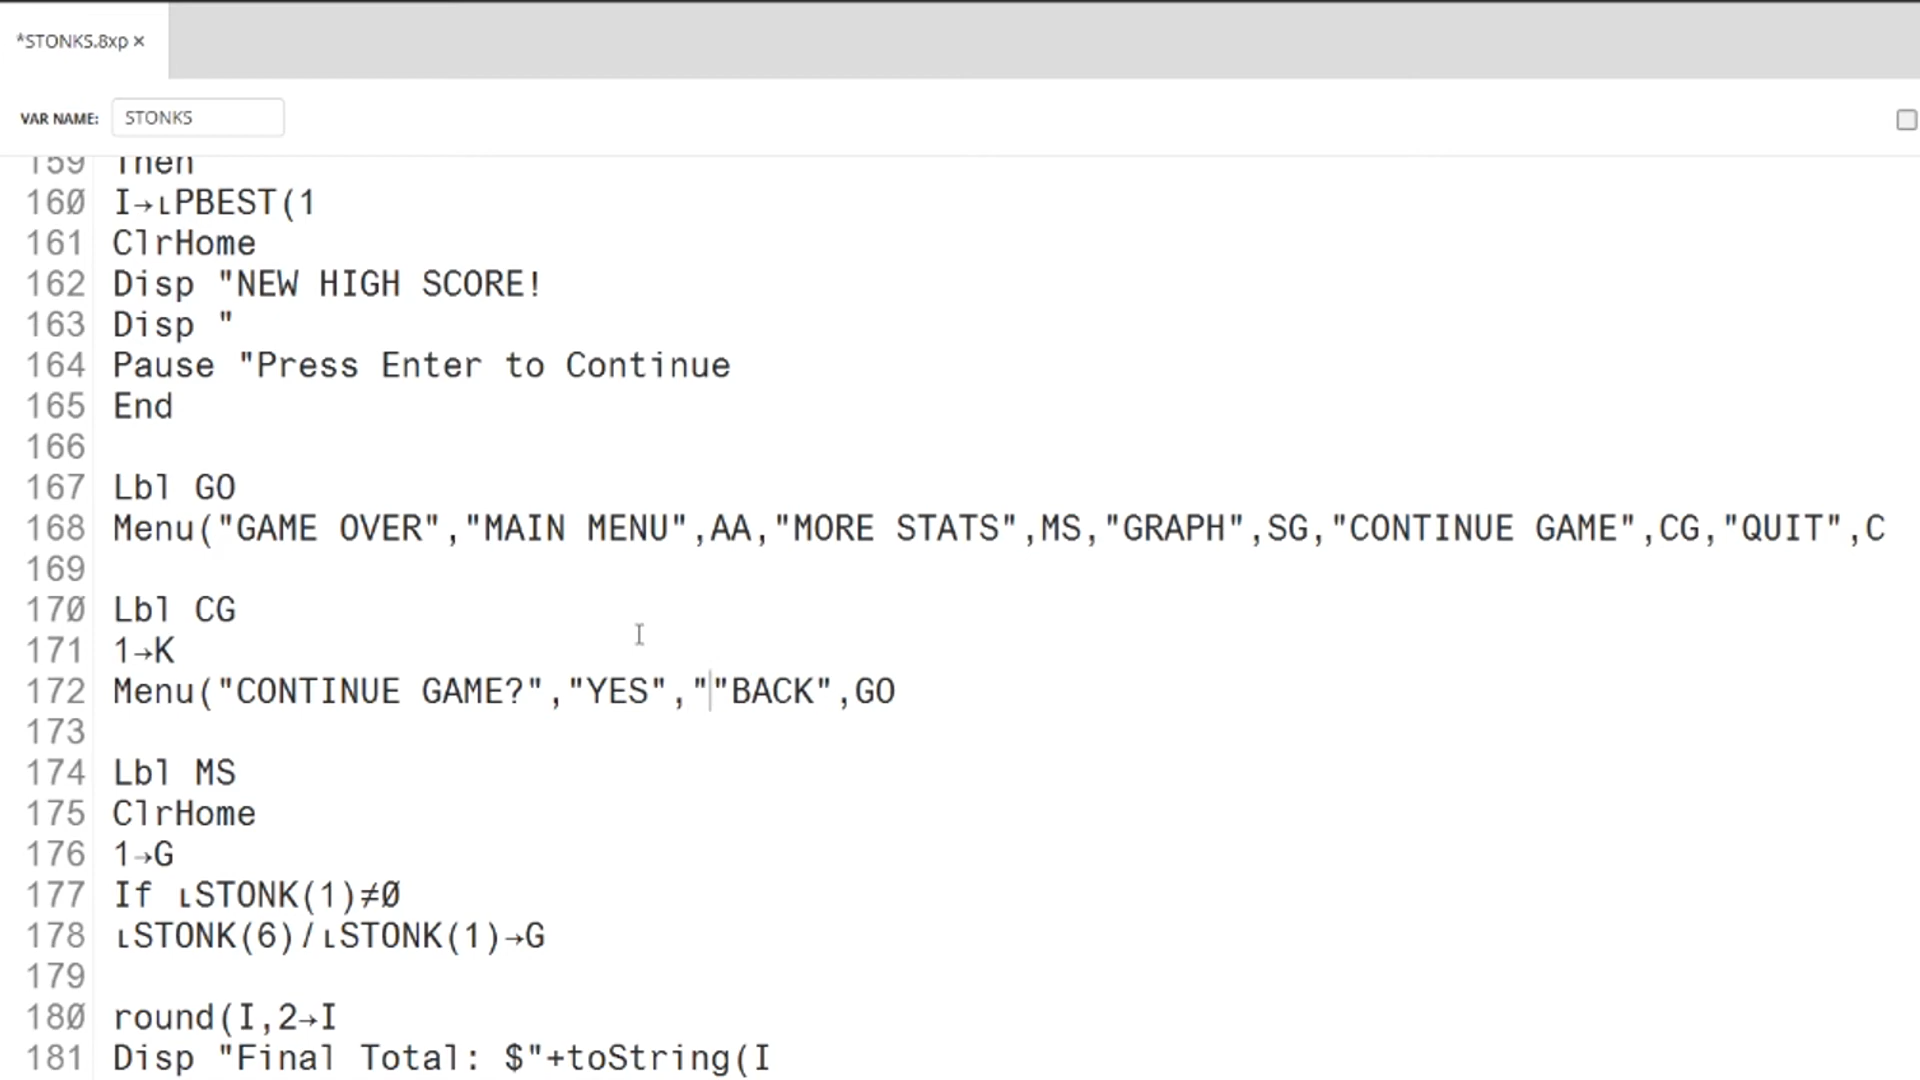 *STONKS.8xp ×
VAR NAME: STONKS
159 Then
160 I→ʟPBEST(1
161 ClrHome
162 Disp "NEW HIGH SCORE!
163 Disp "
164 Pause "Press Enter to Continue
165 End
166
167 Lbl GO
168 Menu("GAME OVER","MAIN MENU",AA,"MORE STATS",MS,"GRAPH",SG,"CONTINUE GAME",CG,"QUIT",C
169
170 Lbl CG
171 1→K
172 Menu("CONTINUE GAME?","YES",""BACK",GO
173
174 Lbl MS
175 ClrHome
176 1→G
177 If ʟSTONK(1)≠0
178 ʟSTONK(6)/ʟSTONK(1)→G
179
180 round(I,2→I
181 Disp "Final Total: $"+toString(I